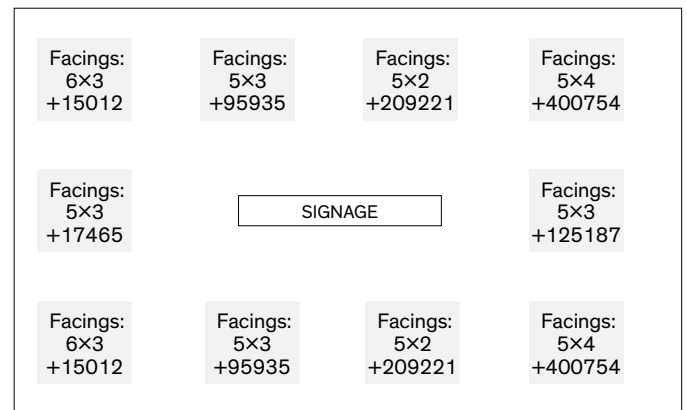 Facings:
6×3
+15012
Facings:
5×3
+95935
Facings:
5×2
+209221
Facings:
5×4
+400754
Facings:
5×3
+17465
SIGNAGE
Facings:
5×3
+125187
Facings:
6×3
+15012
Facings:
5×3
+95935
Facings:
5×2
+209221
Facings:
5×4
+400754